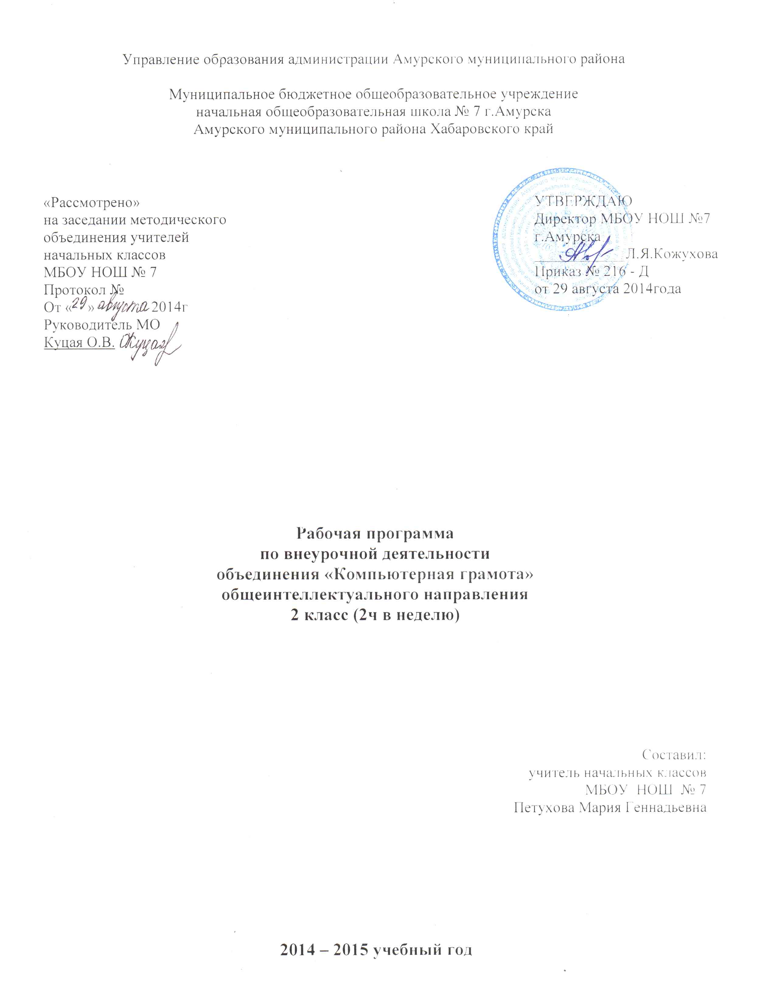 Управление образования администрации Амурского муниципального района
Муниципальное бюджетное общеобразовательное учреждение
начальная общеобразовательная школа № 7 г.Амурска
Амурского муниципального района Хабаровского край
«Рассмотрено»
на заседании методического
объединения учителей
начальных классов
МБОУ НОШ № 7
Протокол №
От «29» августа 2014г
Руководитель МО
Куцая О.В.
УТВЕРЖДАЮ
Директор МБОУ НОШ №7
г.Амурска
Л.Я.Кожухова
Приказ № 216 - Д
от 29 августа 2014года
Рабочая программа
по внеурочной деятельности
объединения «Компьютерная грамота»
общеинтеллектуального направления
2 класс (2ч в неделю)
Составил:
учитель начальных классов
МБОУ НОШ № 7
Петухова Мария Геннадьевна
2014 – 2015 учебный год